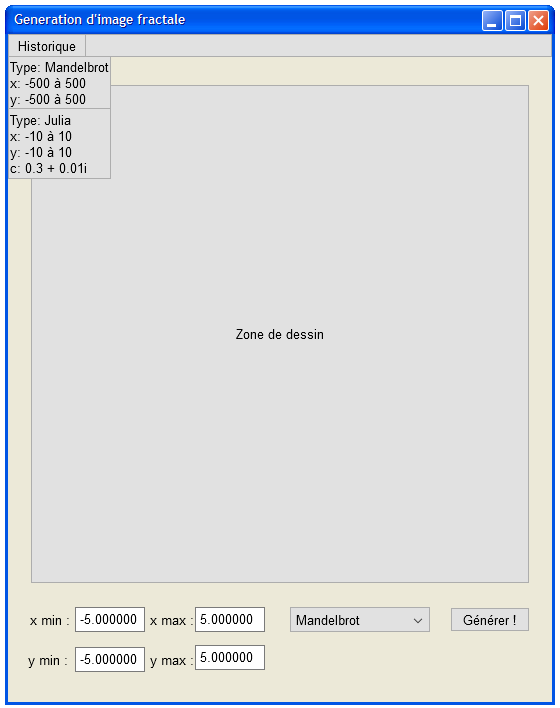 Generation d'image fractale
Historique
Type: Mandelbrot
x: -500 à 500
y: -500 à 500
Type: Julia
x: -10 à 10
y: -10 à 10
c: 0.3 + 0.01i
Zone de dessin
x min : -5.000000 x max : 5.000000 Mandelbrot Générer !
y min : -5.000000 y max : 5.000000